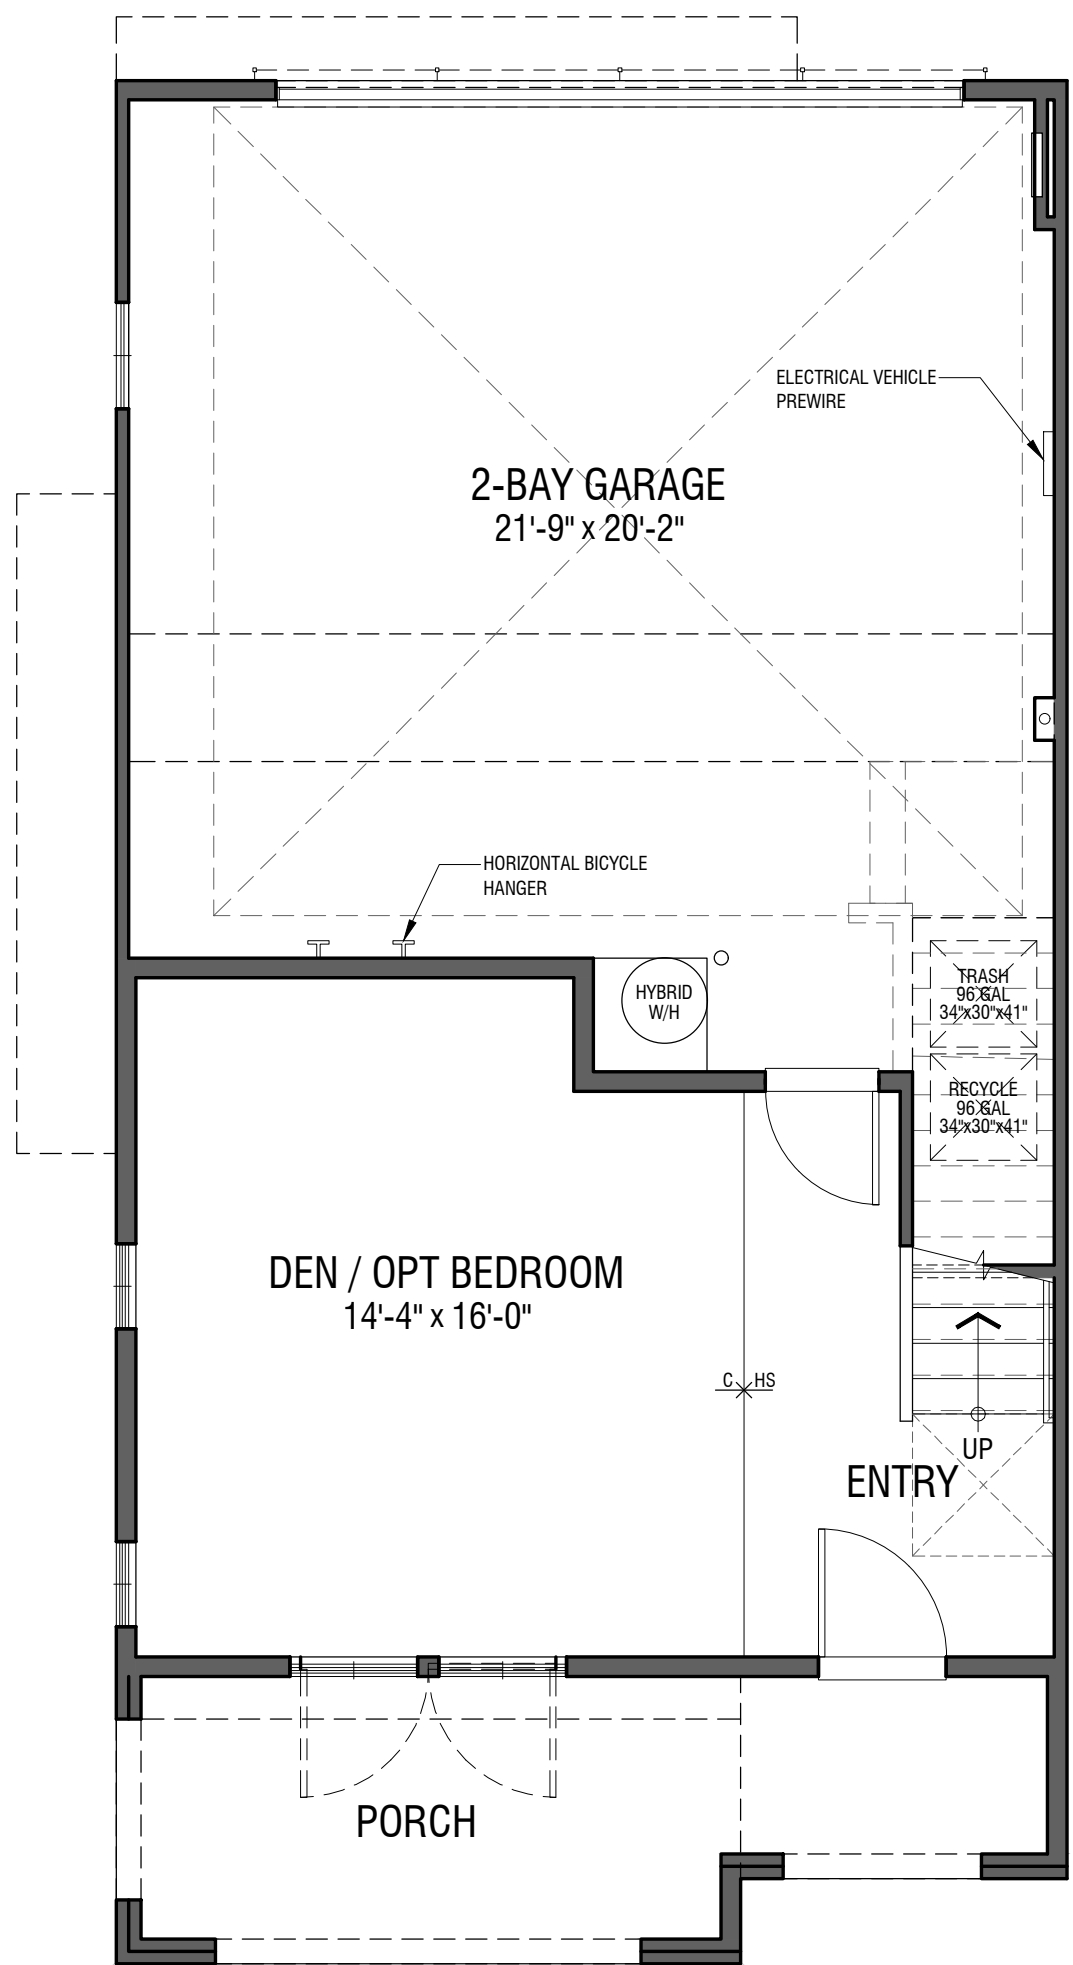 ELECTRICAL VEHICLE
PREWIRE
2-BAY GARAGE
21'-9" x 20'-2"
HORIZONTAL BICYCLE
HANGER
TRASH
96 GAL
34"x30"x41"
HYBRID
W/H
RECYCLE
96 GAL
34"x30"x41"
DEN / OPT BEDROOM
14'-4" x 16'-0"
C HS
UP
ENTRY
PORCH